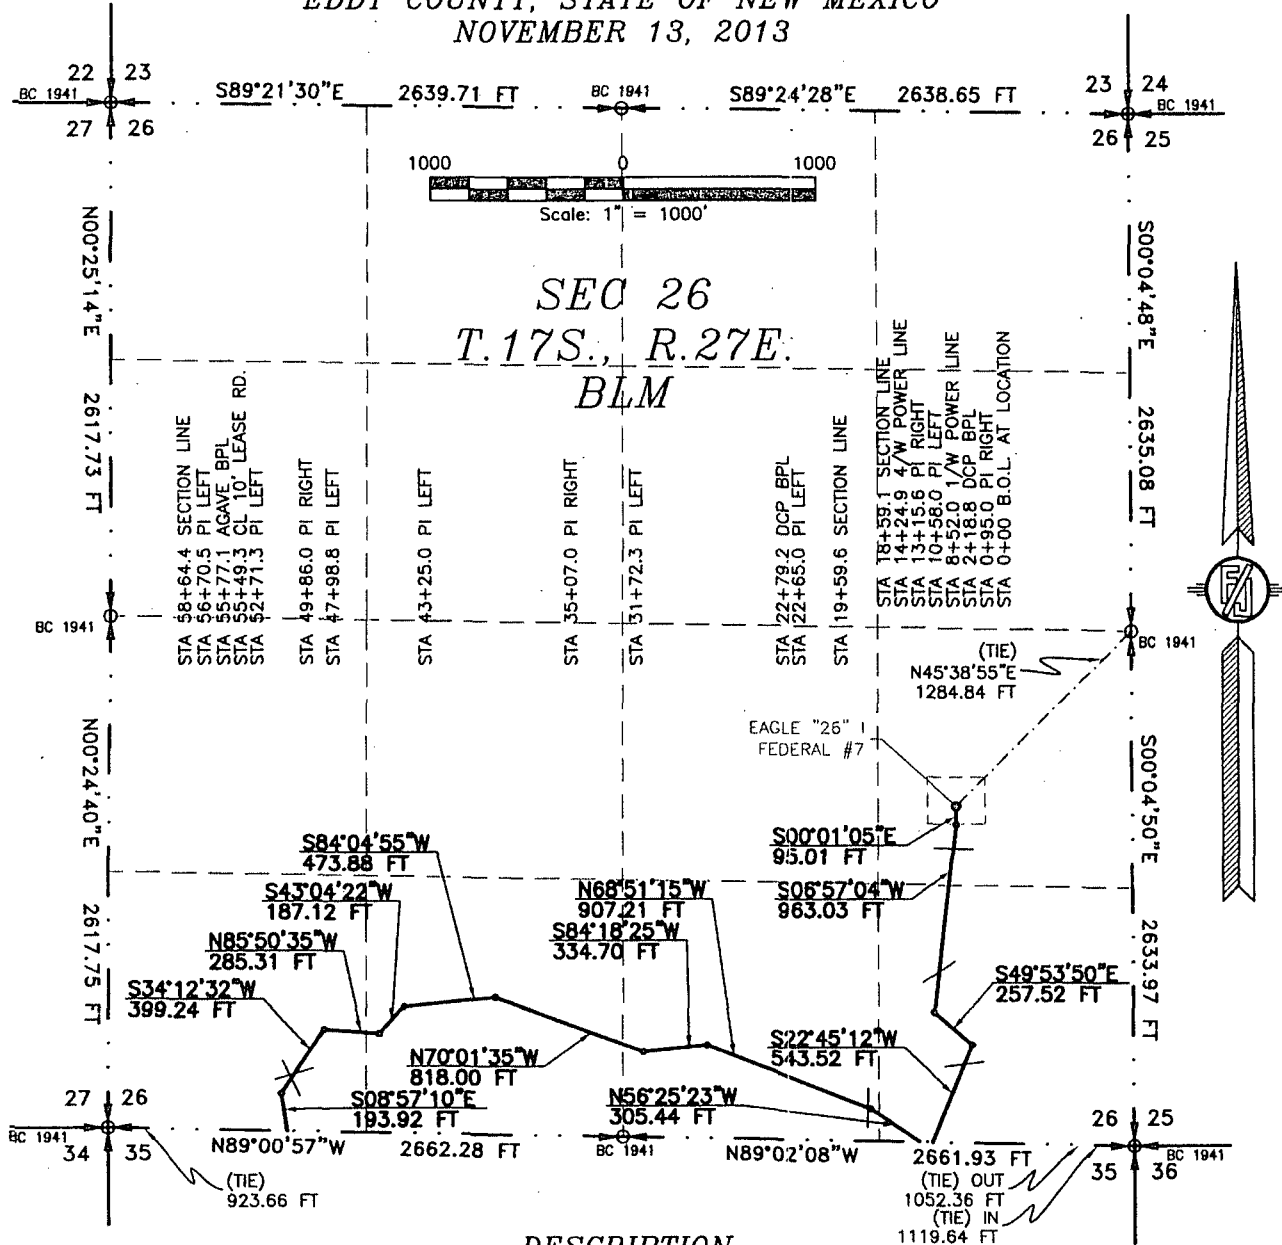 EDDY COUNTY, STATE OF NEW MEXICO
NOVEMBER 13, 2013
22 23
BC 1941
27 26
S89°21'30"E 2639.71 FT
BC 1941
S89°24'28"E 2638.65 FT
23 24
BC 1941
26 25
1000 0 1000
Scale: 1" = 1000'
N00°25'14"E 2617.73 FT
S00°04'48"E 2635.08 FT
SEC 26
T.17S., R.27E.
BLM
STA 58+64.4 SECTION LINE
STA 56+70.5 PI LEFT
STA 55+77.1 AGAVE BPL
STA 55+49.3 CL 10' LEASE RD.
STA 52+71.3 PI LEFT
STA 49+86.0 PI RIGHT
STA 47+98.8 PI LEFT
STA 43+25.0 PI LEFT
STA 35+07.0 PI RIGHT
STA 31+72.3 PI LEFT
STA 22+79.2 DCP BPL
STA 22+65.0 PI LEFT
STA 19+59.6 SECTION LINE
STA 18+59.1 SECTION LINE
STA 14+24.9 4/W POWER LINE
STA 13+15.6 PI RIGHT
STA 10+58.0 PI LEFT
STA 8+52.0 1/W POWER LINE
STA 2+18.8 DCP BPL
STA 0+95.0 PI RIGHT
STA 0+00 B.O.L. AT LOCATION
BC 1941
BC 1941
(TIE)
N45°38'55"E
1284.84 FT
EAGLE "26" I
FEDERAL #7
N00°24'40"E 2617.75 FT
S00°04'50"E 2633.97 FT
S00°01'05"E
95.01 FT
S84°04'55"W
473.88 FT
S43°04'22"W
187.12 FT
N68°51'15"W
907.21 FT
S06°57'04"W
963.03 FT
N85°50'35"W
285.31 FT
S84°18'25"W
334.70 FT
S34°12'32"W
399.24 FT
S49°53'50"E
257.52 FT
N70°01'35"W
818.00 FT
S22°45'12"W
543.52 FT
S08°57'10"E
193.92 FT
N56°25'23"W
305.44 FT
27 26
BC 1941
34 35
N89°00'57"W 2662.28 FT
BC 1941
N89°02'08"W 2661.93 FT
26 25
BC 1941
35 36
(TIE)
923.66 FT
(TIE) OUT
1052.36 FT
(TIE) IN
1119.64 FT
DESCRIPTION